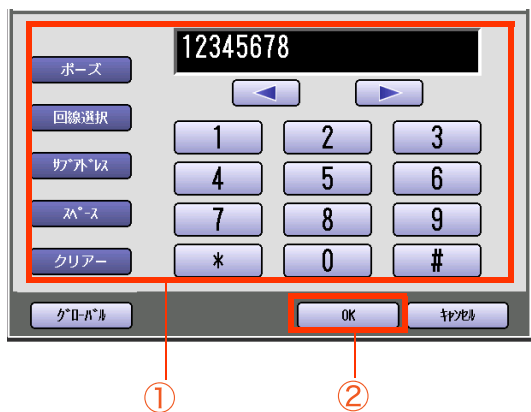 12345678
ポーズ
回線選択
1 2 3
ｻﾌﾞｱﾄﾞﾚｽ
4 5 6
ｽﾍﾟｰｽ
7 8 9
クリアー
* 0 #
ｸﾞﾛｰﾊﾞﾙ OK ｷｬﾝｾﾙ
① ②